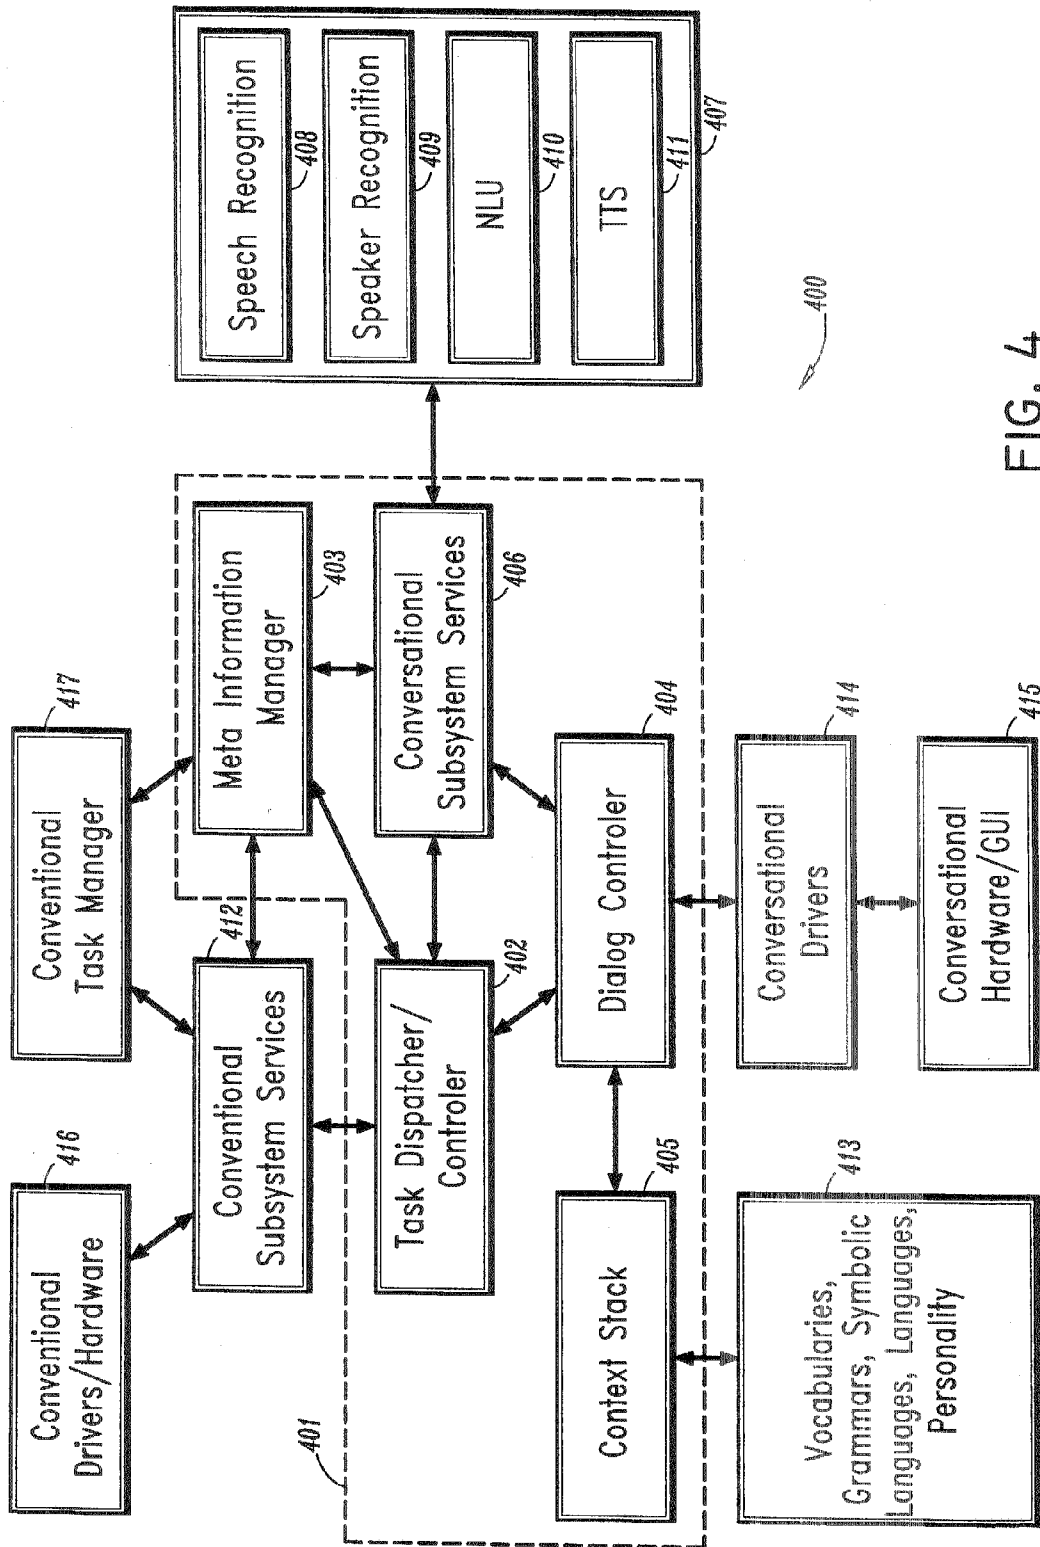 Conventional
Drivers/Hardware
416
Conventional
Task Manager
417
Conventional
Subsystem Services
412
Meta Information
Manager
403
Speech Recognition
408
Speaker Recognition
409
NLU
410
TTS
411
407
401
Task Dispatcher/
Controler
402
Conversational
Subsystem Services
406
Context Stack
405
Dialog Controler
404
400
Vocabularies,
Grammars, Symbolic
Languages, Languages,
Personality
413
Conversational
Drivers
414
Conversational
Hardware/GUI
415
FIG. 4